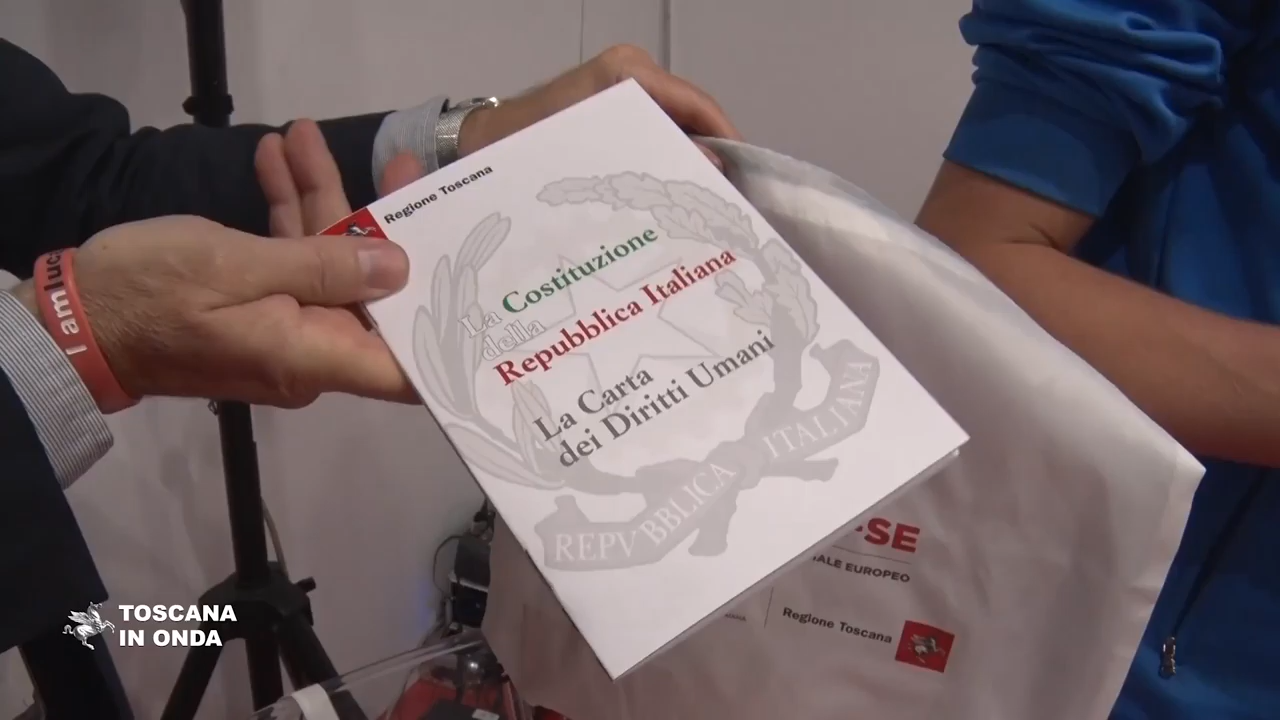 Regione Toscana
La Costituzione
della
Repubblica Italiana
La Carta
dei Diritti Umani
REPVBBLICA ITALIANA
-SE
ALE EUROPEO
Regione Toscana
I amluc
TOSCANA
IN ONDA